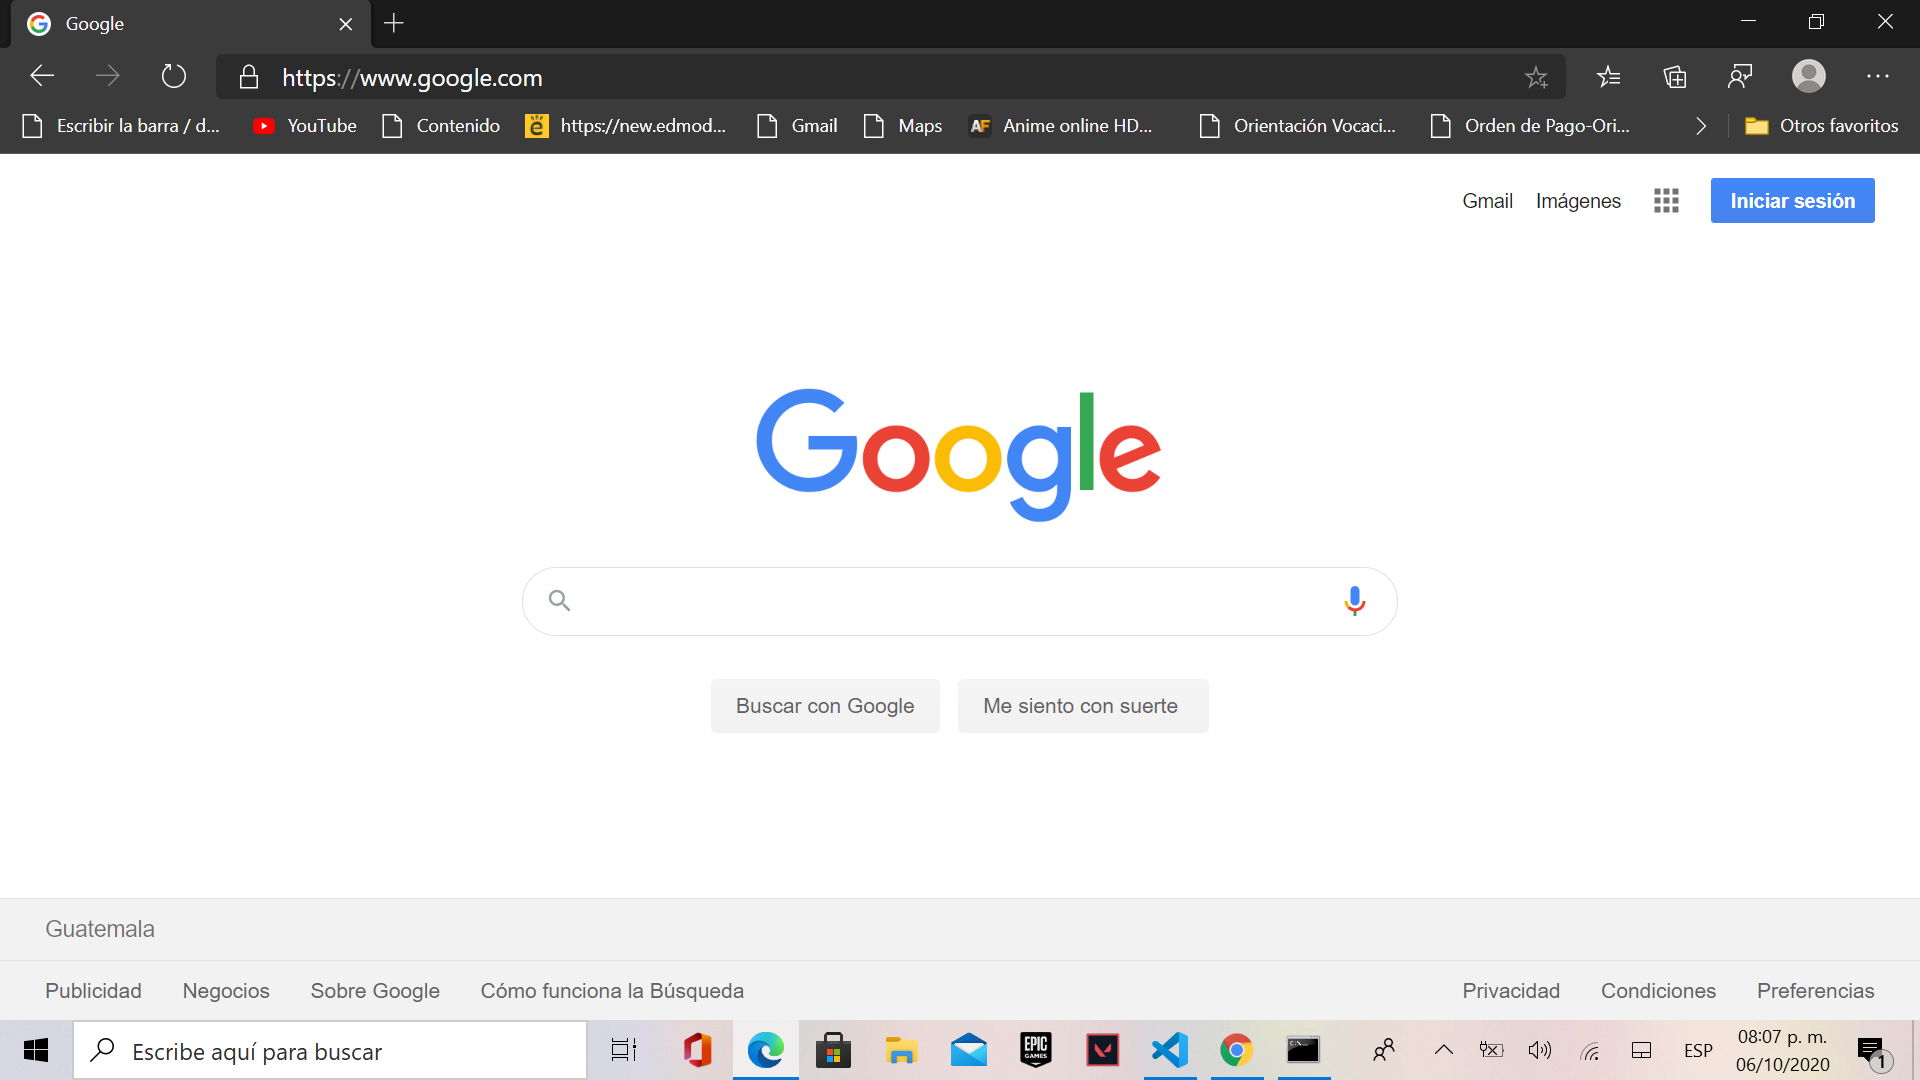 Google
https://www.google.com
Escribir la barra / d... YouTube Contenido https://new.edmod... Gmail Maps Anime online HD... Orientación Vocaci... Orden de Pago-Ori... Otros favoritos
Gmail Imágenes Iniciar sesión
Google
Buscar con Google Me siento con suerte
Guatemala
Publicidad Negocios Sobre Google Cómo funciona la Búsqueda Privacidad Condiciones Preferencias
Escribe aquí para buscar
EPIC GAMES
ESP
08:07 p. m.
06/10/2020
1